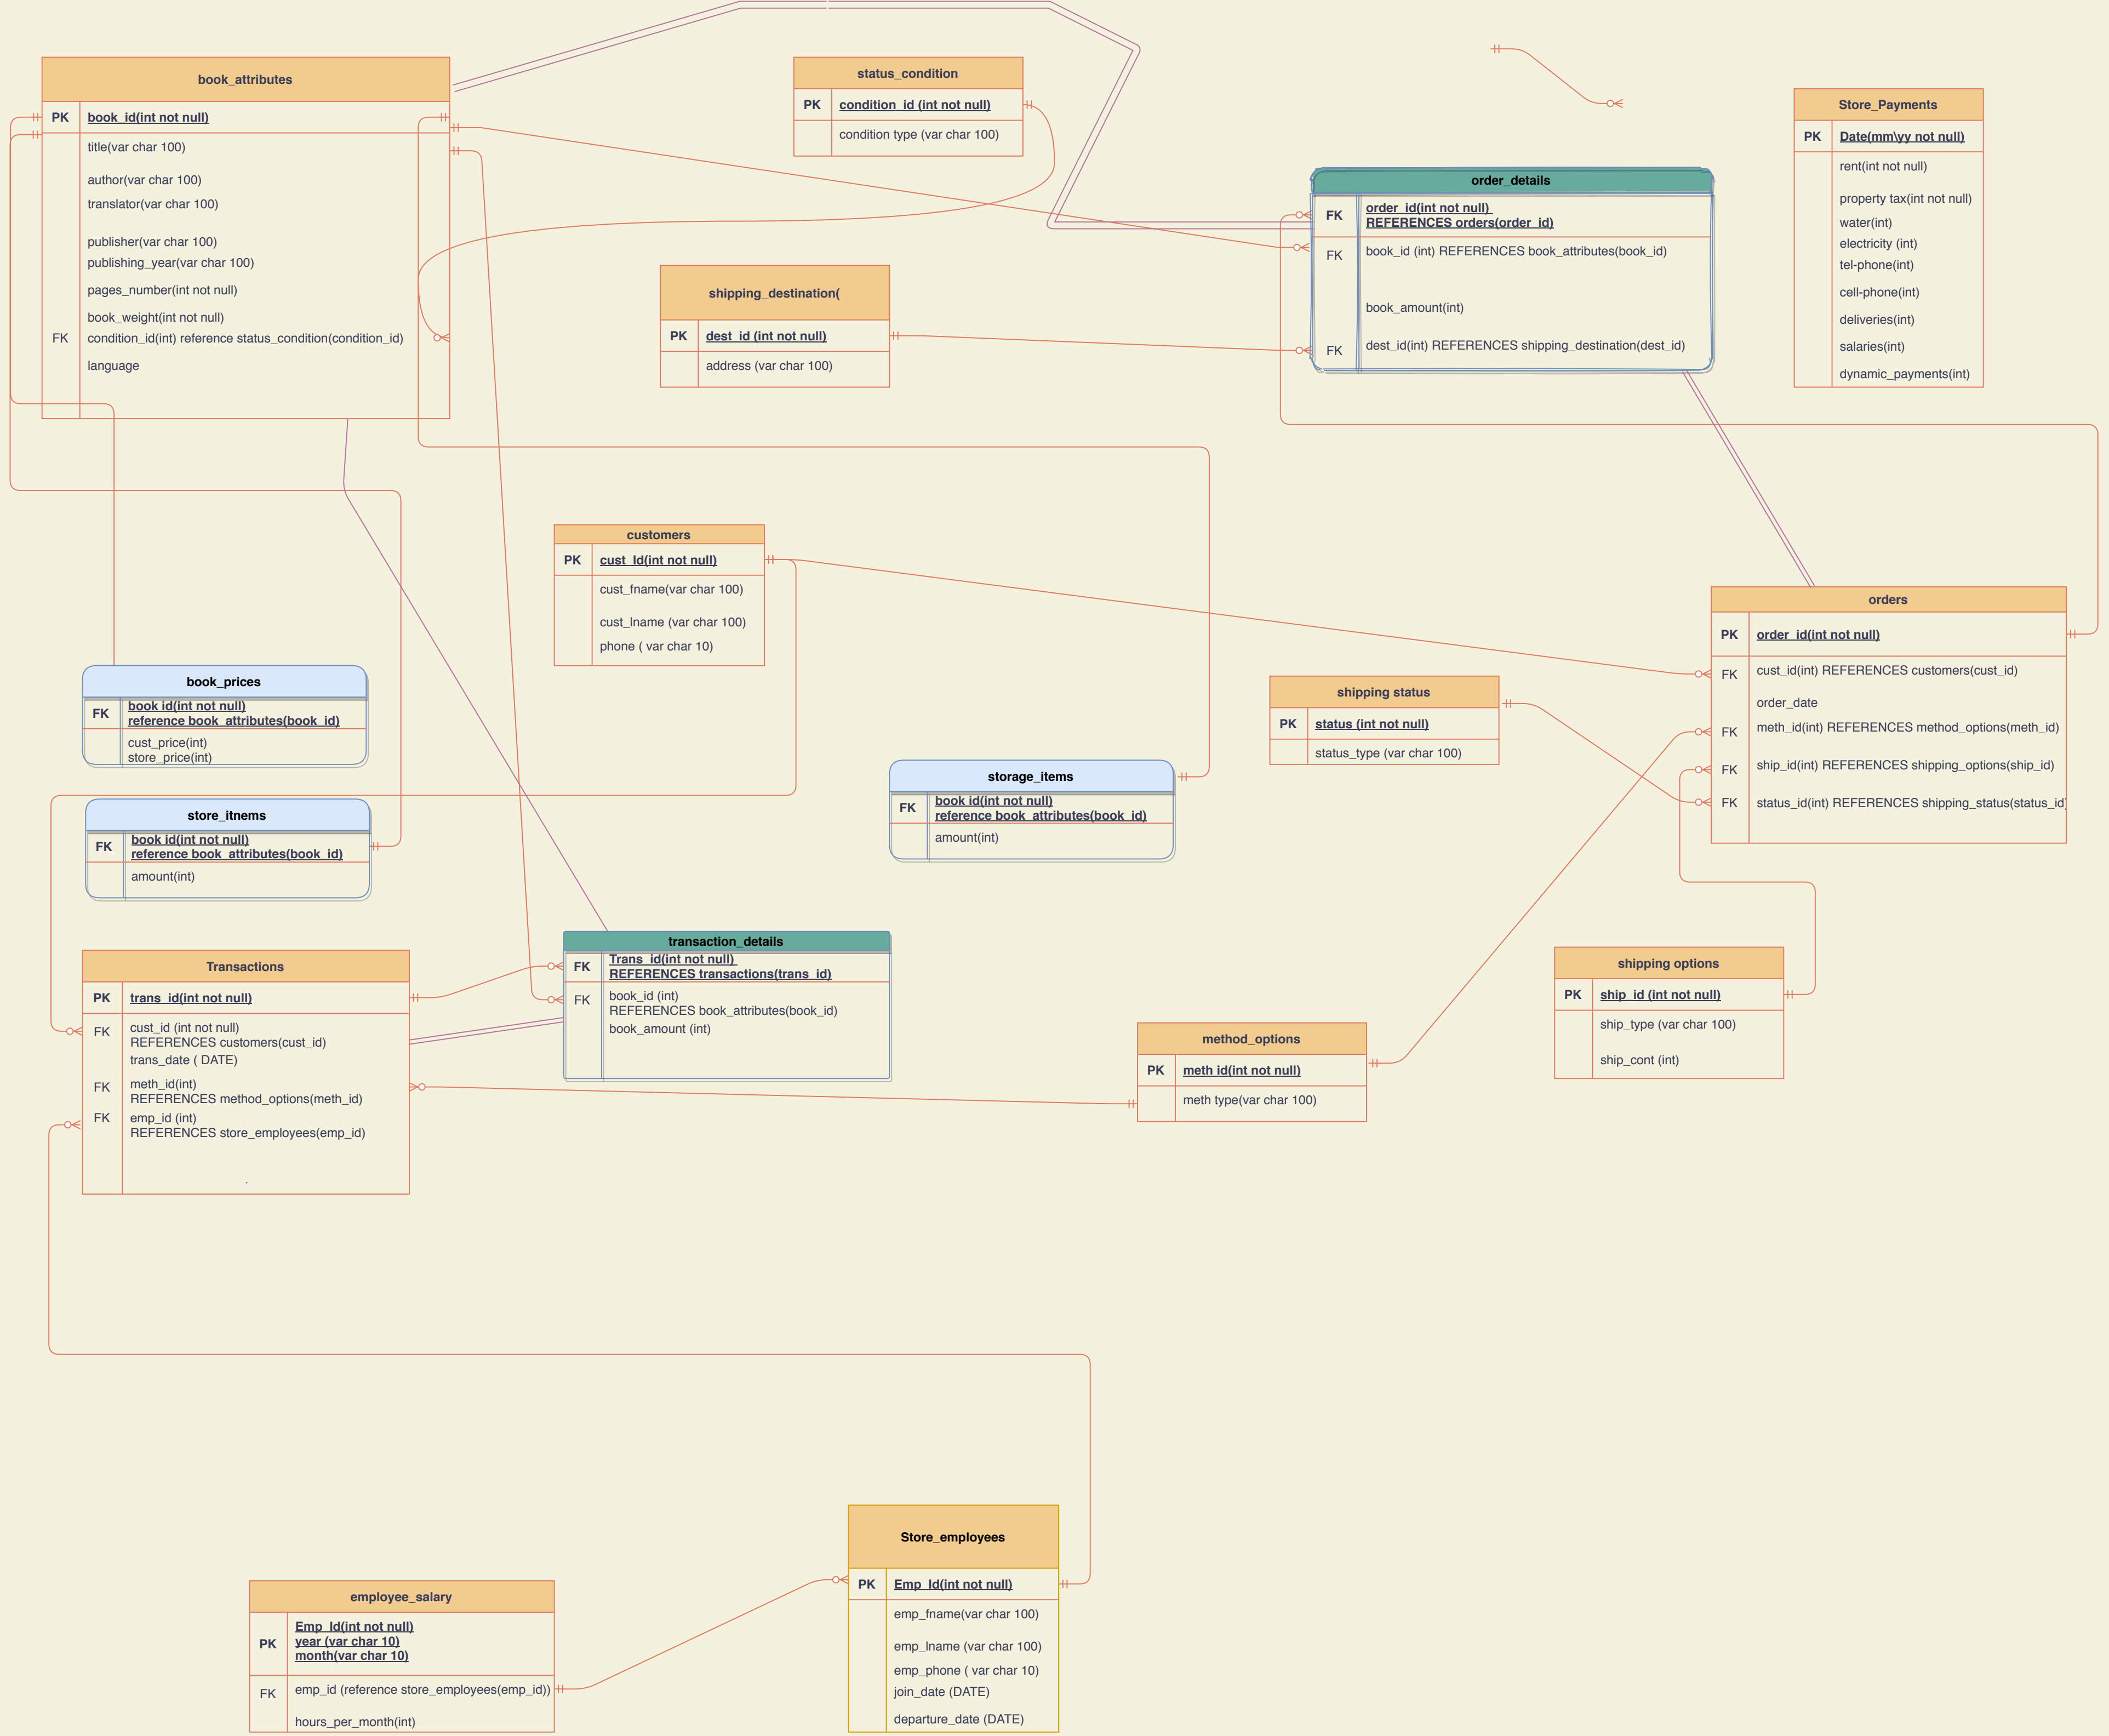 book_attributes
PK
book_id(int not null)
title(var char 100)
author(var char 100)
translator(var char 100)
publisher(var char 100)
publishing_year(var char 100)
pages_number(int not null)
book_weight(int not null)
FK
condition_id(int) reference status_condition(condition_id)
language
status_condition
PK
condition_id (int not null)
condition type (var char 100)
order_details
FK
order_id(int not null)
REFERENCES orders(order_id)
FK
book_id (int) REFERENCES book_attributes(book_id)
book_amount(int)
FK
dest_id(int) REFERENCES shipping_destination(dest_id)
Store_Payments
PK
Date(mm\yy not null)
rent(int not null)
property tax(int not null)
water(int)
electricity (int)
tel-phone(int)
cell-phone(int)
deliveries(int)
salaries(int)
dynamic_payments(int)
shipping_destination(
PK
dest_id (int not null)
address (var char 100)
customers
PK
cust_Id(int not null)
cust_fname(var char 100)
cust_lname (var char 100)
phone ( var char 10)
orders
PK
order_id(int not null)
FK
cust_id(int) REFERENCES customers(cust_id)
order_date
FK
meth_id(int) REFERENCES method_options(meth_id)
FK
ship_id(int) REFERENCES shipping_options(ship_id)
FK
status_id(int) REFERENCES shipping_status(status_id)
book_prices
FK
book id(int not null)
reference book_attributes(book_id)
cust_price(int)
store_price(int)
shipping status
PK
status (int not null)
status_type (var char 100)
storage_items
FK
book id(int not null)
reference book_attributes(book_id)
amount(int)
store_itnems
FK
book id(int not null)
reference book_attributes(book_id)
amount(int)
Transactions
PK
trans_id(int not null)
FK
cust_id (int not null)
REFERENCES customers(cust_id)
trans_date ( DATE)
FK
meth_id(int)
REFERENCES method_options(meth_id)
FK
emp_id (int)
REFERENCES store_employees(emp_id)
.
transaction_details
FK
Trans_id(int not null)
REFERENCES transactions(trans_id)
FK
book_id (int)
REFERENCES book_attributes(book_id)
book_amount (int)
method_options
PK
meth id(int not null)
meth type(var char 100)
shipping options
PK
ship_id (int not null)
ship_type (var char 100)
ship_cont (int)
Store_employees
PK
Emp_Id(int not null)
emp_fname(var char 100)
emp_lname (var char 100)
emp_phone ( var char 10)
join_date (DATE)
departure_date (DATE)
employee_salary
PK
Emp_Id(int not null)
year (var char 10)
month(var char 10)
FK
emp_id (reference store_employees(emp_id))
hours_per_month(int)